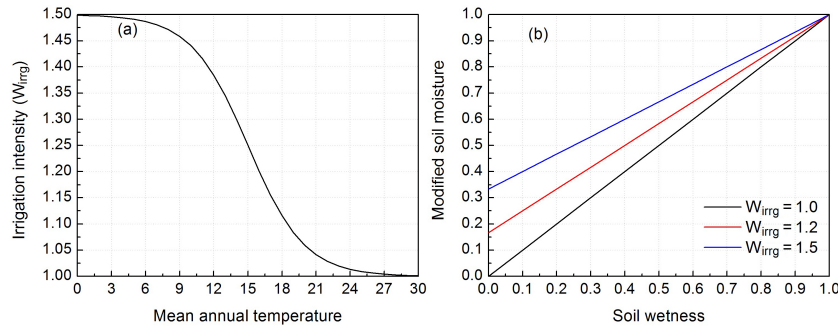 (a)
1.50
1.45
1.40
1.35
1.30
1.25
1.20
1.15
1.10
1.05
1.00
Irrigation intensity (Wirrg)
0 3 6 9 12 15 18 21 24 27 30
Mean annual temperature
(b)
1.0
0.9
0.8
0.7
0.6
0.5
0.4
0.3
0.2
0.1
0.0
Modified soil moisture
Wirrg = 1.0
Wirrg = 1.2
Wirrg = 1.5
0.0 0.1 0.2 0.3 0.4 0.5 0.6 0.7 0.8 0.9 1.0
Soil wetness